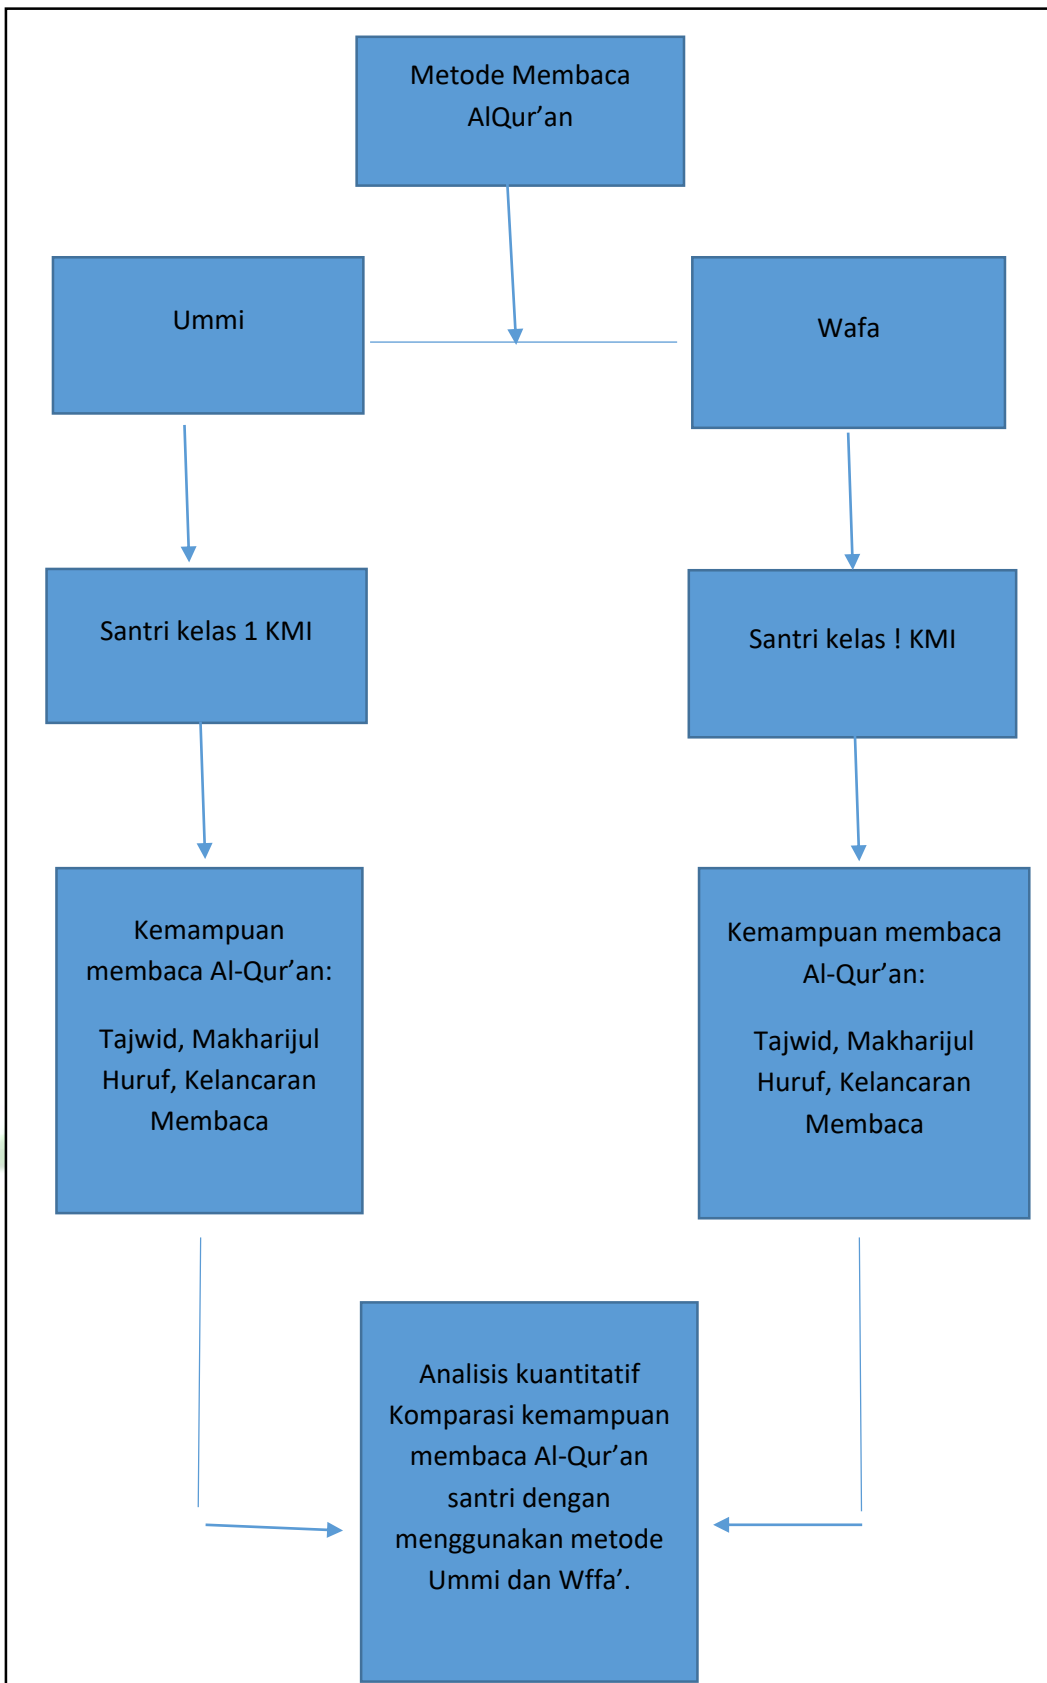 Metode Membaca
AlQur’an
Ummi
Wafa
Santri kelas 1 KMI
Santri kelas ! KMI
Kemampuan
membaca Al-Qur’an:
Tajwid, Makharijul
Huruf, Kelancaran
Membaca
Kemampuan membaca
Al-Qur’an:
Tajwid, Makharijul
Huruf, Kelancaran
Membaca
Analisis kuantitatif
Komparasi kemampuan
membaca Al-Qur’an
santri dengan
menggunakan metode
Ummi dan Wffa’.